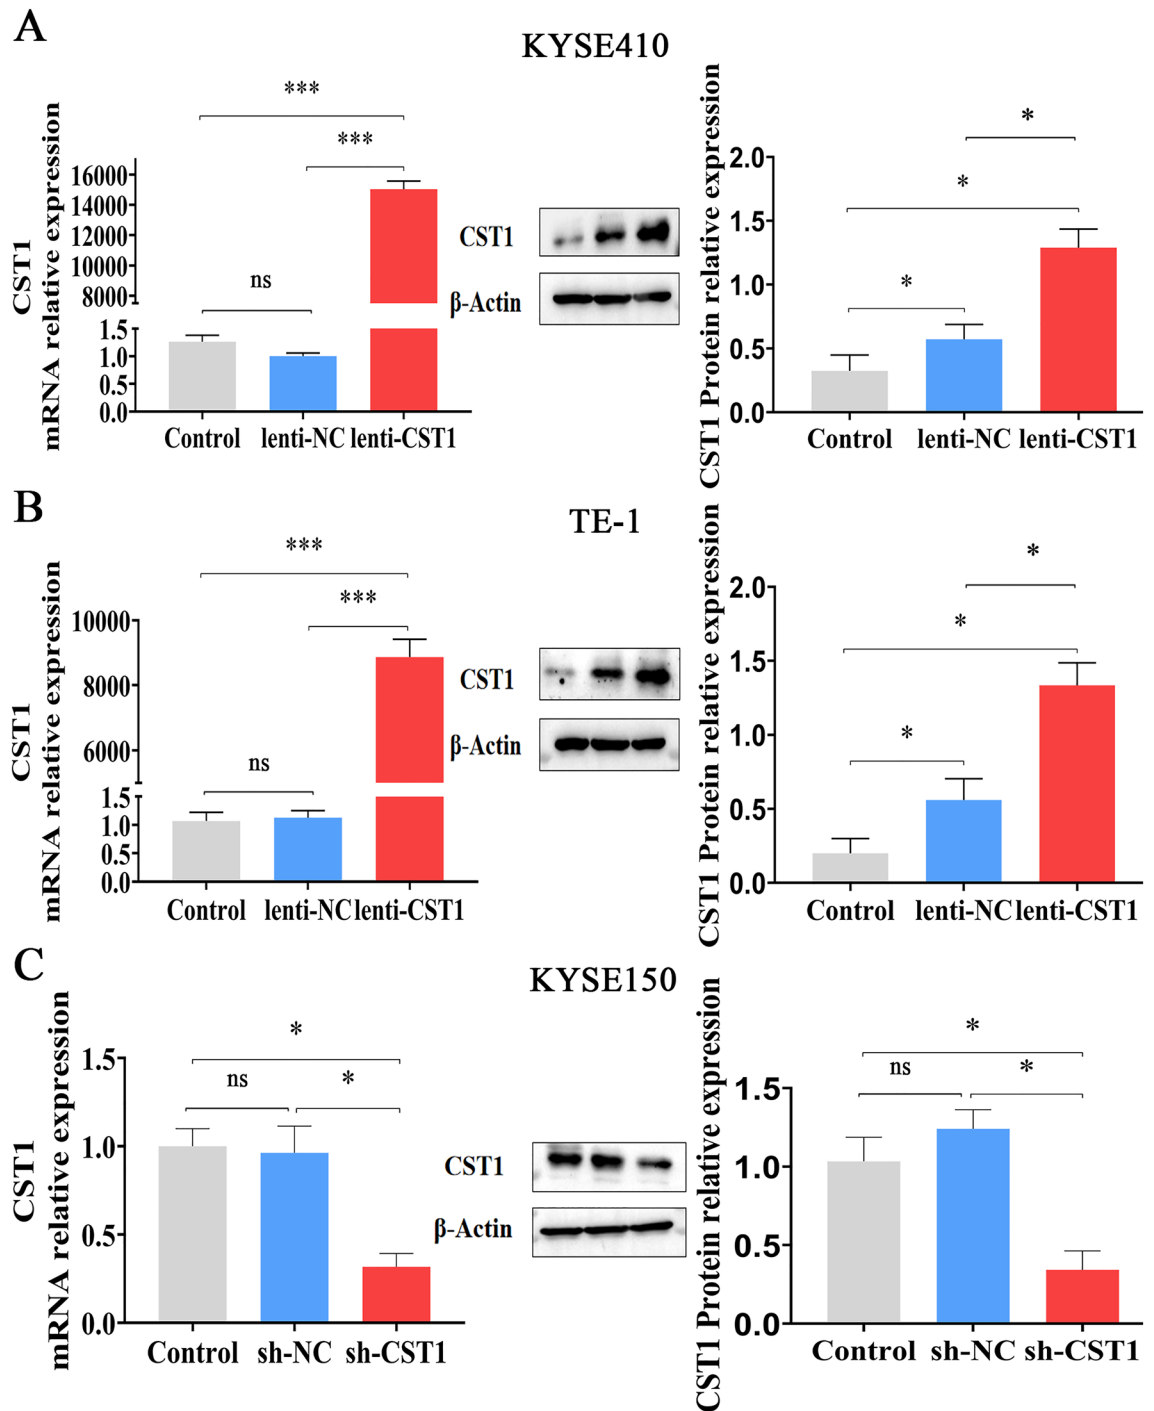 A
KYSE410
CST1
mRNA relative expression
***
***
ns
16000
14000
12000
10000
8000
1.5
1.0
0.5
0.0
Control lenti-NC lenti-CST1
CST1
β-Actin
CST1 Protein relative expression
*
*
*
2.0
1.5
1.0
0.5
0.0
Control lenti-NC lenti-CST1
B
TE-1
CST1
mRNA relative expression
***
***
ns
10000
8000
6000
1.5
1.0
0.5
0.0
Control lenti-NC lenti-CST1
CST1
β-Actin
CST1 Protein relative expression
*
*
*
2.0
1.5
1.0
0.5
0.0
Control lenti-NC lenti-CST1
C
KYSE150
CST1
mRNA relative expression
*
ns *
1.5
1.0
0.5
0.0
Control sh-NC sh-CST1
CST1
β-Actin
CST1 Protein relative expression
*
ns *
1.5
1.0
0.5
0.0
Control sh-NC sh-CST1